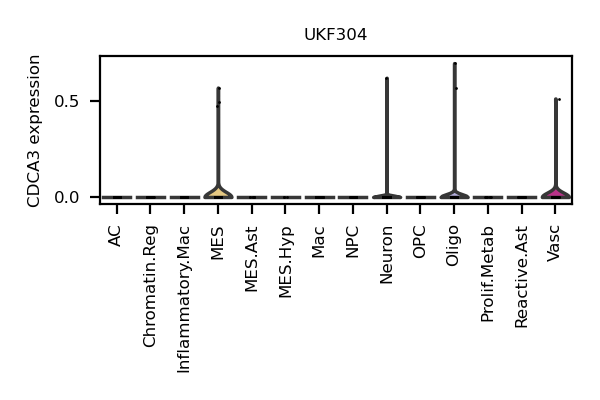 UKF304
CDCA3 expression
0.5
0.0
AC
Chromatin.Reg
Inflammatory.Mac
MES
MES.Ast
MES.Hyp
Mac
NPC
Neuron
OPC
Oligo
Prolif.Metab
Reactive.Ast
Vasc